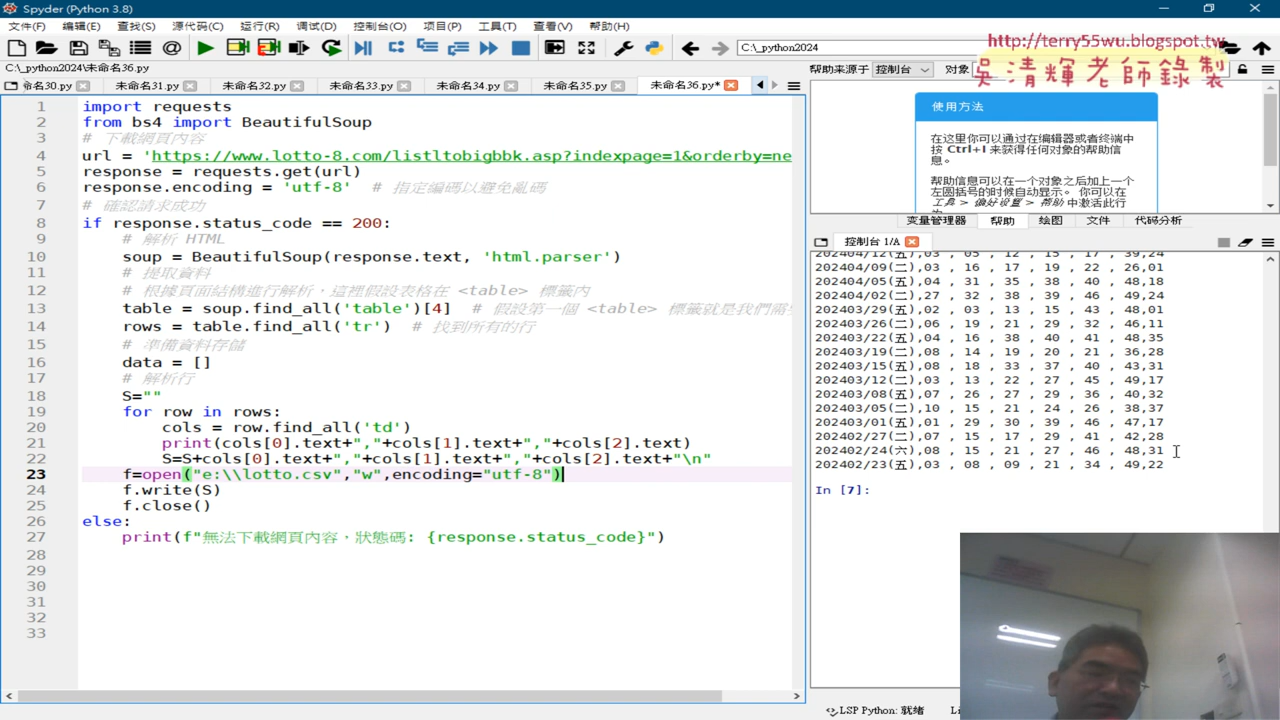 Spyder (Python 3.8)
文件(F) 编辑(E) 查找(S) 源代码(C) 运行(R) 调试(D) 控制台(O) 项目(P) 工具(T) 查看(V) 帮助(H)
C:\_python2024
http://terry55wu.blogspot.tw
吳清輝老師錄製
C:\_python2024\未命名36.py
命名30.py 未命名31.py 未命名32.py 未命名33.py 未命名34.py 未命名35.py 未命名36.py*
帮助来源于 控制台 对象
1 import requests
2 from bs4 import BeautifulSoup
3 # 下載網頁內容
4 url = 'https://www.lotto-8.com/listltobigbbk.asp?indexpage=1&orderby=ne
5 response = requests.get(url)
6 response.encoding = 'utf-8'  # 指定編碼以避免亂碼
7 # 確認請求成功
8 if response.status_code == 200:
9     # 解析 HTML
10     soup = BeautifulSoup(response.text, 'html.parser')
11     # 提取資料
12     # 根據頁面結構進行解析，這裡假設表格在 <table> 標籤內
13     table = soup.find_all('table')[4]  # 假設第一個 <table> 標籤就是我們需
14     rows = table.find_all('tr')  # 找到所有的行
15     # 準備資料存儲
16     data = []
17     # 解析行
18     S=""
19     for row in rows:
20         cols = row.find_all('td')
21         print(cols[0].text+","+cols[1].text+","+cols[2].text)
22         S=S+cols[0].text+","+cols[1].text+","+cols[2].text+"\n"
23     f=open("e:\\lotto.csv","w",encoding="utf-8")
24     f.write(S)
25     f.close()
26 else:
27     print(f"無法下載網頁內容，狀態碼: {response.status_code}")
28
29
30
31
32
33
使用方法
在这里你可以通过在编辑器或者终端中
按 Ctrl+I 来获得任何对象的帮助信
息。
帮助信息可以在一个对象之后加上一个
左圆括号的时候自动显示。 你可以在
工具 > 偏好设置 > 帮助 中激活此行
变量管理器 帮助 绘图 文件 代码分析
控制台 1/A
202404/12(五),03 , 05 , 12 , 15 , 17 , 39,24
202404/09(二),03 , 16 , 17 , 19 , 22 , 26,01
202404/05(五),04 , 31 , 35 , 38 , 40 , 48,18
202404/02(二),27 , 32 , 38 , 39 , 46 , 49,24
202403/29(五),02 , 03 , 13 , 15 , 43 , 48,01
202403/26(二),06 , 19 , 21 , 29 , 32 , 46,11
202403/22(五),04 , 16 , 38 , 40 , 41 , 48,35
202403/19(二),08 , 14 , 19 , 20 , 21 , 36,28
202403/15(五),08 , 18 , 33 , 37 , 40 , 43,31
202403/12(二),03 , 13 , 22 , 27 , 45 , 49,17
202403/08(五),07 , 26 , 27 , 29 , 36 , 40,32
202403/05(二),10 , 15 , 21 , 24 , 26 , 38,37
202403/01(五),01 , 29 , 30 , 39 , 46 , 47,17
202402/27(二),07 , 15 , 17 , 29 , 41 , 42,28
202402/24(六),08 , 15 , 21 , 27 , 46 , 48,31
202402/23(五),03 , 08 , 09 , 21 , 34 , 49,22
In [7]:
LSP Python: 就绪